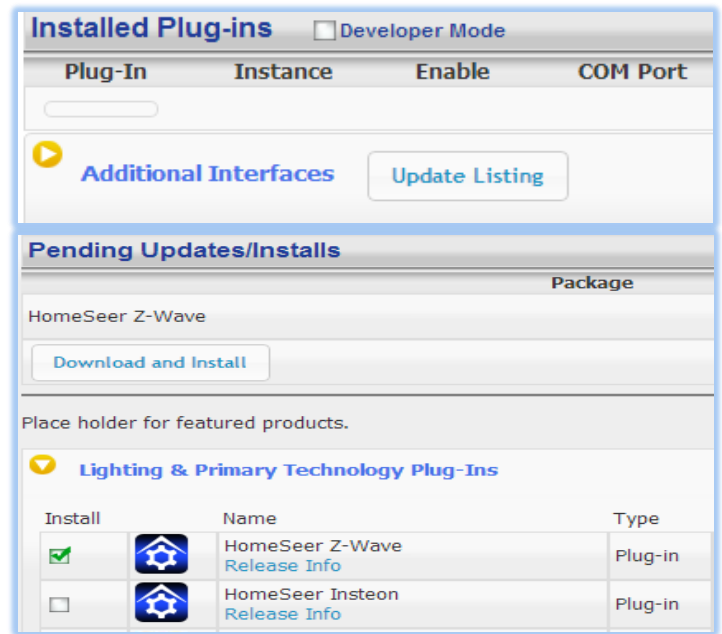 Installed Plug-ins Developer Mode
Plug-In Instance Enable COM Port
Additional Interfaces Update Listing
Pending Updates/Installs
Package
HomeSeer Z-Wave
Download and Install
Place holder for featured products.
Lighting & Primary Technology Plug-Ins
Install Name Type
HomeSeer Z-Wave
Release Info
Plug-in
HomeSeer Insteon
Release Info
Plug-in